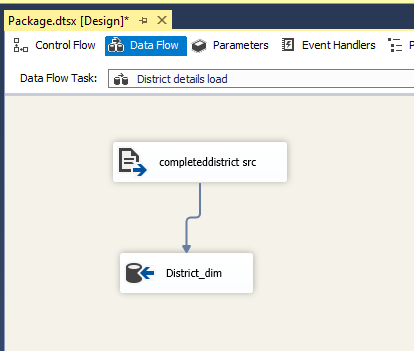 Package.dtsx [Design]*
Control Flow Data Flow Parameters Event Handlers
Data Flow Task: District details load
completeddistrict src
District_dim